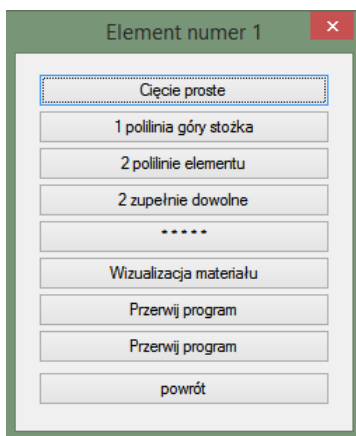 Element numer 1
Cięcie proste
1 polilinia góry stożka
2 polilinie elementu
2 zupełnie dowolne
* * * * *
Wizualizacja materiału
Przerwij program
Przerwij program
powrót